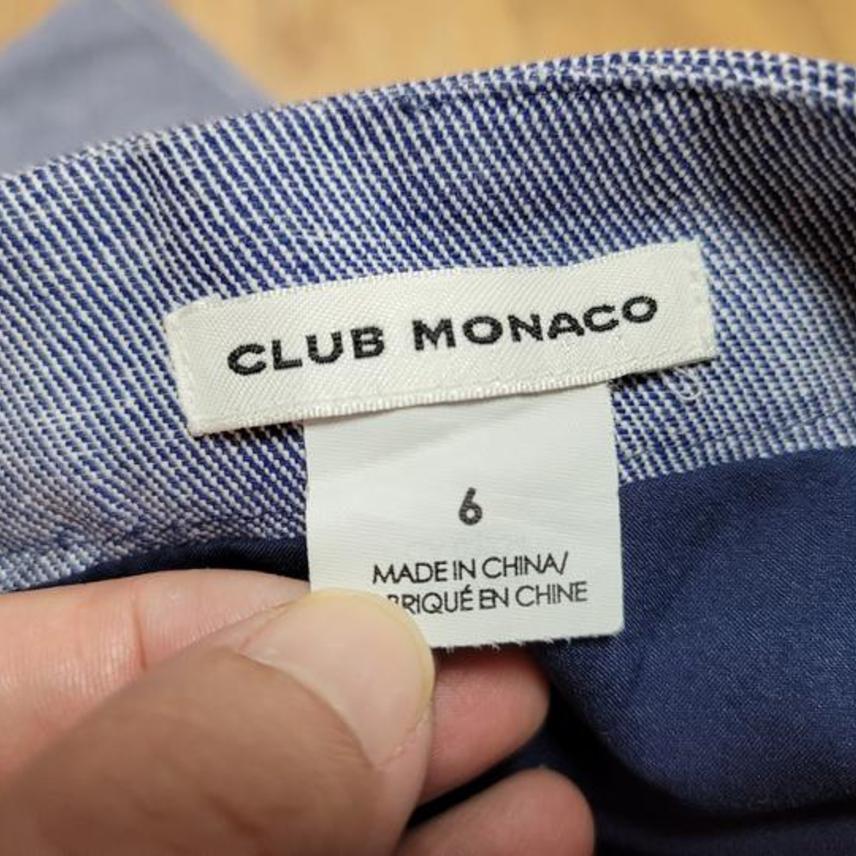 CLUB MONACO
6
MADE IN CHINA/
BRIQUÉ EN CHINE